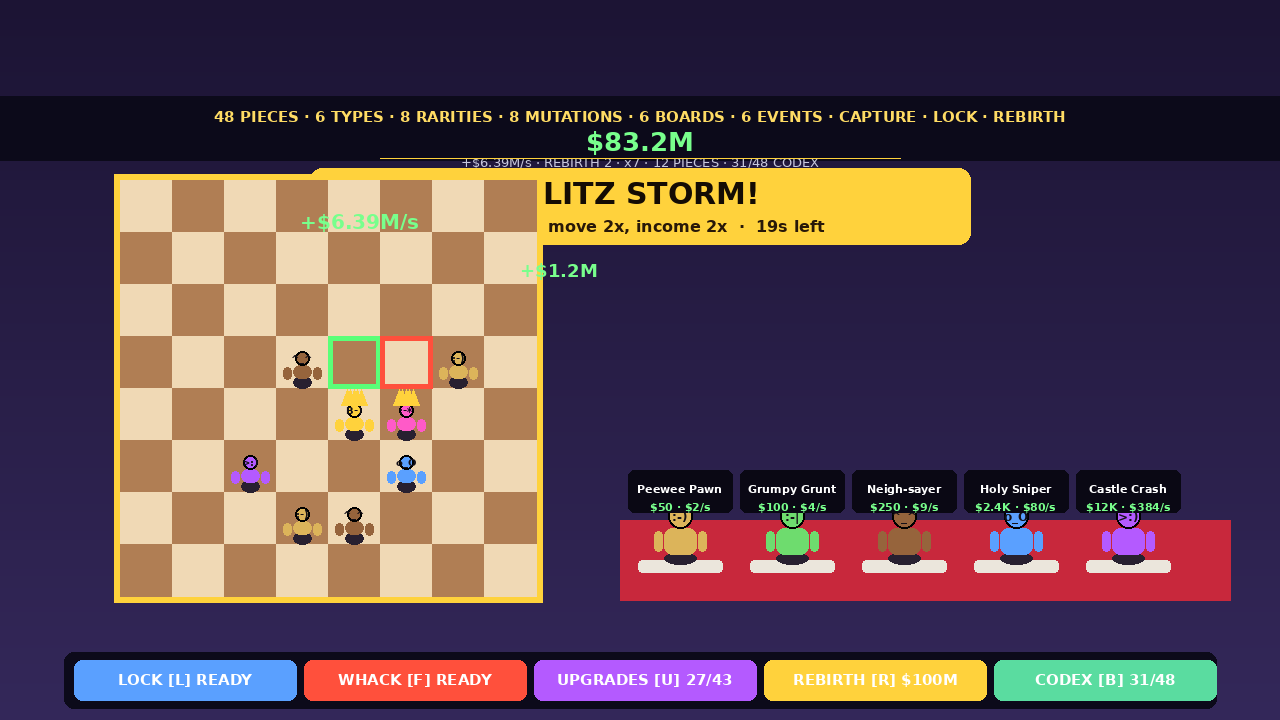 48 PIECES · 6 TYPES · 8 RARITIES · 8 MUTATIONS · 6 BOARDS · 6 EVENTS · CAPTURE · LOCK · REBIRTH
$83.2M
+$6.39M/s · REBIRTH 2 · x7 · 12 PIECES · 31/48 CODEX
LITZ STORM!
move 2x, income 2x · 19s left
+$6.39M/s
+$1.2M
Peewee Pawn
$50 · $2/s
Grumpy Grunt
$100 · $4/s
Neigh-sayer
$250 · $9/s
Holy Sniper
$2.4K · $80/s
Castle Crash
$12K · $384/s
LOCK [L] READY
WHACK [F] READY
UPGRADES [U] 27/43
REBIRTH [R] $100M
CODEX [B] 31/48